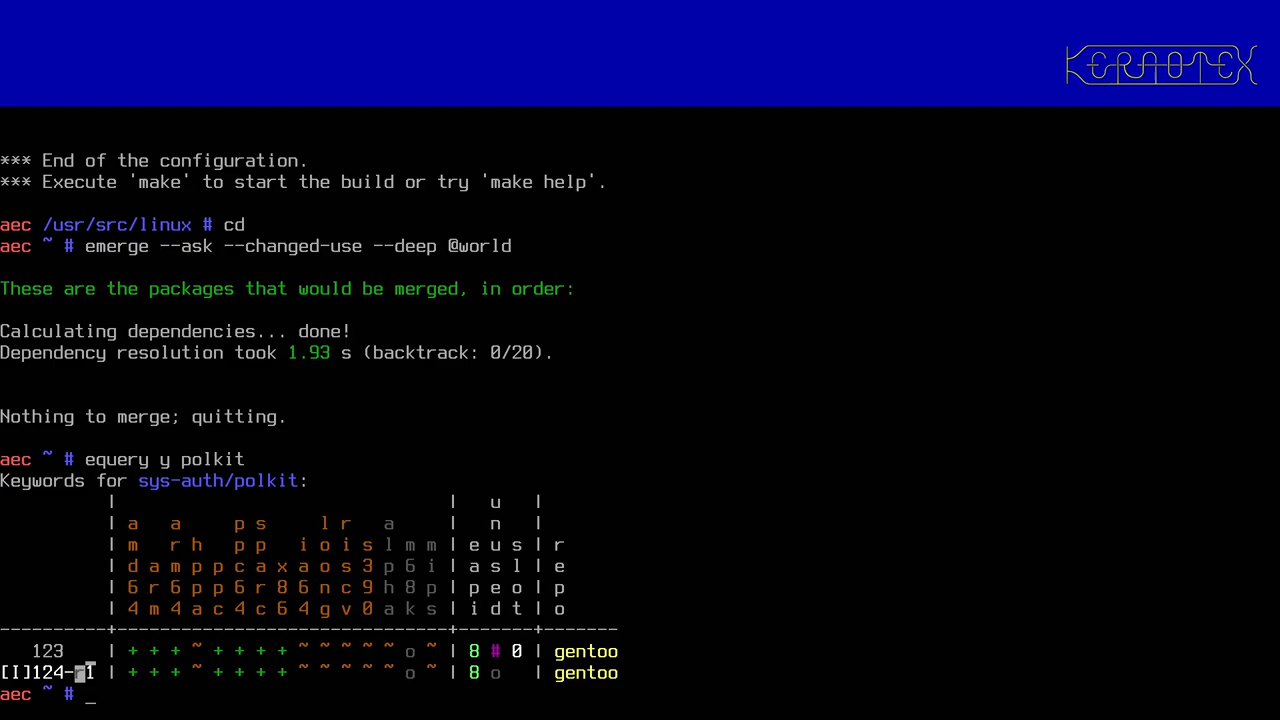 KERAOTEX
*** End of the configuration.
*** Execute 'make' to start the build or try 'make help'.
aec /usr/src/linux # cd
aec ~ # emerge --ask --changed-use --deep @world
These are the packages that would be merged, in order:
Calculating dependencies... done!
Dependency resolution took 1.93 s (backtrack: 0/20).
Nothing to merge; quitting.
aec ~ # equery y polkit
Keywords for sys-auth/polkit:
          |                               |   u   |
          | a   a     p s     l r   a     |   n   |
          | m   r h   p p   i o i s l m m | e u s | r
          | d a m p p c a x a o s 3 p 6 i | a s l | e
          | 6 r 6 p p 6 r 8 6 n c 9 h 8 p | p e o | p
          | 4 m 4 a c 4 c 6 4 g v 0 a k s | i d t | o
----------+-------------------------------+-------+-------
   123    | + + + ~ + + + + ~ ~ ~ ~ ~ o ~ | 8 # 0 | gentoo
[I]124-r1 | + + + ~ + + + + ~ ~ ~ ~ ~ o ~ | 8 o   | gentoo
aec ~ # _